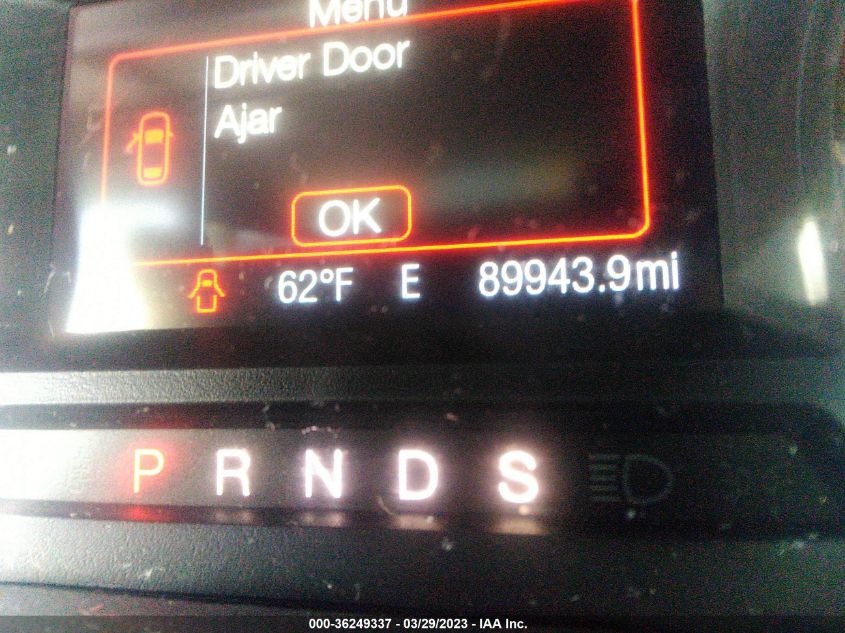 Menu
Driver Door
Ajar
OK
62°F E 89943.9mi
P R N D S
000-36249337 - 03/29/2023 - IAA Inc.